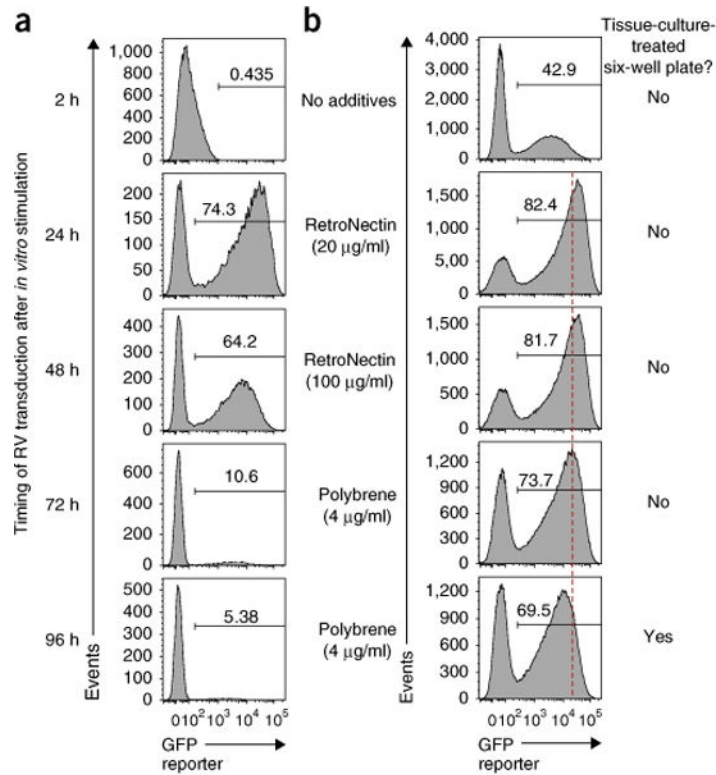 a
b
Tissue-culture-
treated
six-well plate?
Timing of RV transduction after in vitro stimulation
Events
2 h
1,000
800
600
400
200
0
0.435
No additives
4,000
3,000
2,000
1,000
0
42.9
No
24 h
200
150
100
50
0
74.3
RetroNectin
(20 µg/ml)
1,500
1,000
5,00
0
82.4
No
48 h
400
300
200
100
0
64.2
RetroNectin
(100 µg/ml)
1,500
1,000
500
0
81.7
No
72 h
600
400
200
0
10.6
Polybrene
(4 µg/ml)
1,200
900
600
300
0
73.7
No
96 h
500
400
300
200
100
0
5.38
Polybrene
(4 µg/ml)
1,200
900
600
300
0
69.5
Yes
Events
010² 10³ 10⁴ 10⁵
GFP
reporter
010² 10³ 10⁴ 10⁵
GFP
reporter